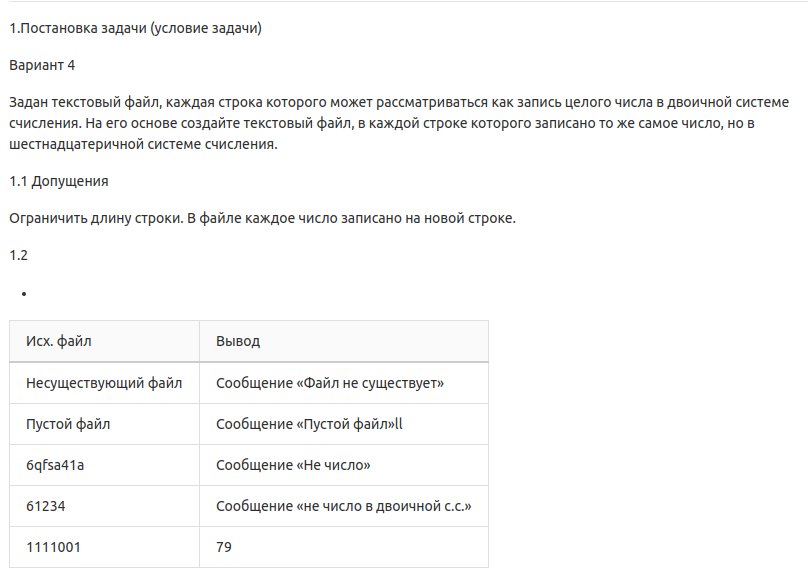 1.Постановка задачи (условие задачи)
Вариант 4
Задан текстовый файл, каждая строка которого может рассматриваться как запись целого числа в двоичной системе
счисления. На его основе создайте текстовый файл, в каждой строке которого записано то же самое число, но в
шестнадцатеричной системе счисления.
1.1 Допущения
Ограничить длину строки. В файле каждое число записано на новой строке.
1.2
•
Исх. файл Вывод
Несуществующий файл Сообщение «Файл не существует»
Пустой файл Сообщение «Пустой файл»ll
6qfsa41a Сообщение «Не число»
61234 Сообщение «не число в двоичной с.с.»
1111001 79